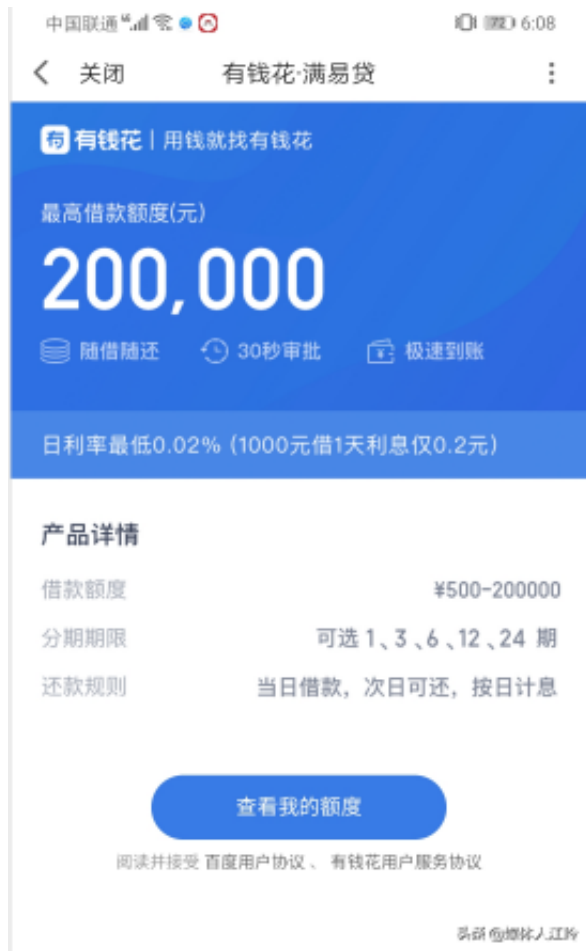 中国联通 6:08
关闭 有钱花·满易贷
有 有钱花 | 用钱就找有钱花
最高借款额度(元)
200,000
随借随还 30秒审批 极速到账
日利率最低0.02% (1000元借1天利息仅0.2元)
产品详情
借款额度 ¥500-200000
分期期限 可选 1、3、6、12、24 期
还款规则 当日借款，次日可还，按日计息
查看我的额度
阅读并接受 百度用户协议、有钱花用户服务协议
头条